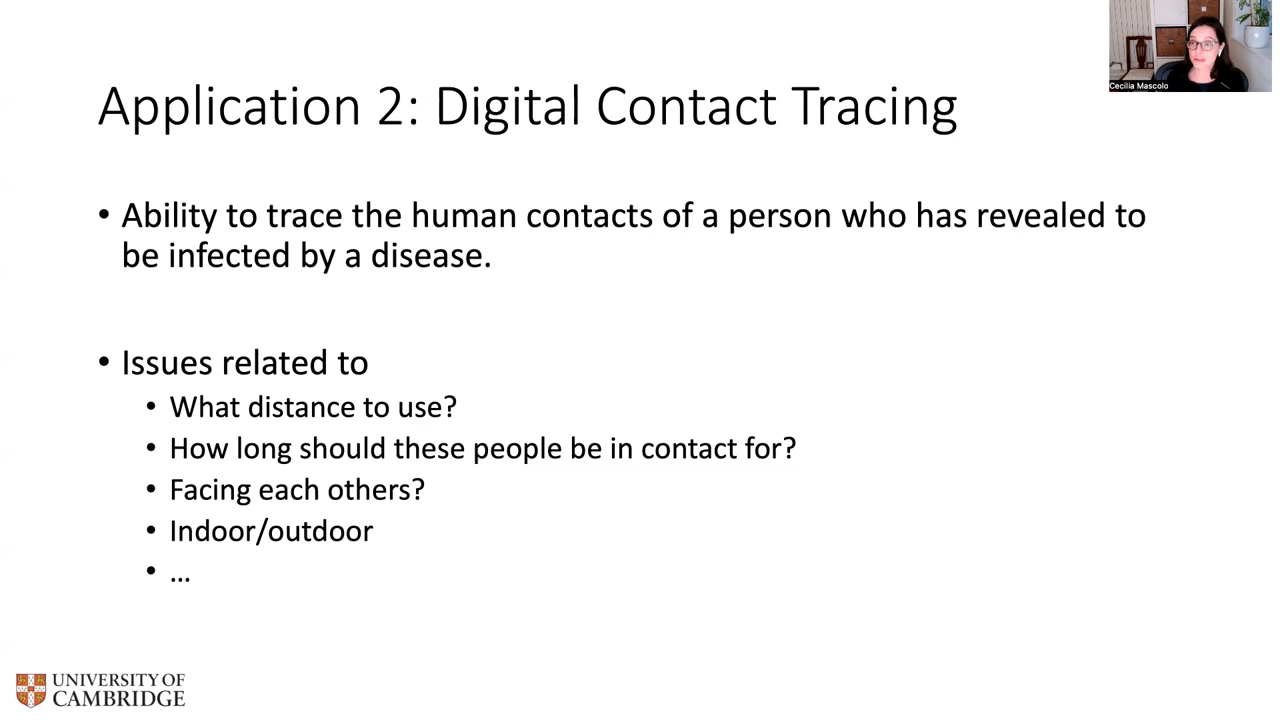 Cecilia Mascolo
Application 2: Digital Contact Tracing
• Ability to trace the human contacts of a person who has revealed to
be infected by a disease.
• Issues related to
• What distance to use?
• How long should these people be in contact for?
• Facing each others?
• Indoor/outdoor
• ...
UNIVERSITY OF
CAMBRIDGE